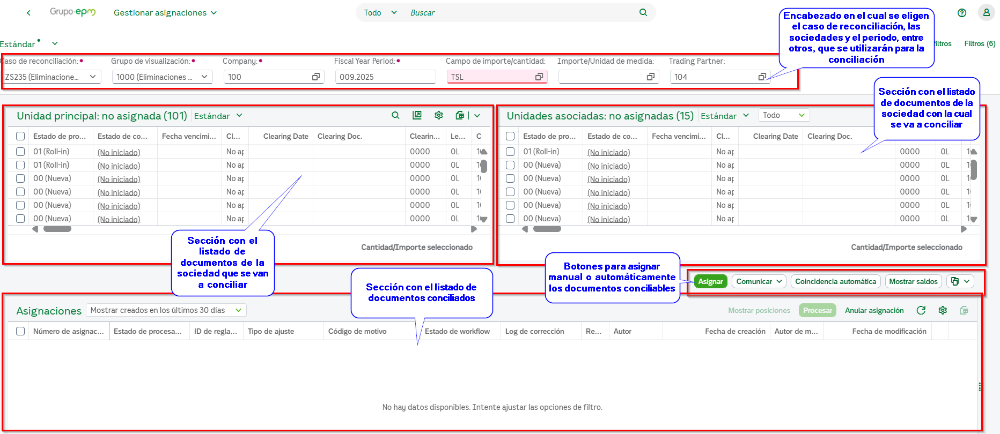 Grupo·epm
Gestionar asignaciones
Todo
Buscar
Encabezado en el cual se eligen
el caso de reconciliación, las
sociedades y el periodo, entre
otros, que se utilizarán para la
conciliación
Estándar
filtros
Filtros (6)
Caso de reconciliación:
Grupo de visualización:
Company:
Fiscal Year Period:
Campo de importe/cantidad:
Importe/Unidad de medida:
Trading Partner:
ZS235 (Eliminacione...
1000 (Eliminaciones ...
100
009.2025
TSL
104
Sección con el listado
de documentos de la
sociedad con la cual
se va a conciliar
Unidad principal: no asignada (101)
Estándar
Estado de pro... Estado de co... Fecha vencimi... Cl... Clearing Date Clearing Doc. Clearin... Le... C
01 (Roll-in) (No iniciado) No ap 0000 0L 1
01 (Roll-in) (No iniciado) No ap 0000 0L 1
00 (Nueva) (No iniciado) No ap 0000 0L 1
00 (Nueva) (No iniciado) No ap 0000 0L 1
00 (Nueva) (No iniciado) No ap 0000 0L 1
00 (Nueva) (No iniciado) No ap 0000 0L 1
Cantidad/Importe seleccionado
Sección con el
listado de
documentos de la
sociedad que se van
a conciliar
Unidades asociadas: no asignadas (15)
Estándar
Todo
Estado de pro... Estado de co... Fecha vencimi... Cl... Clearing Date Clearing Doc.
01 (Roll-in) (No iniciado) No ap 0000 0L 1
00 (Nueva) (No iniciado) No ap 0000 0L 1
00 (Nueva) (No iniciado) No ap 0000 0L 1
00 (Nueva) (No iniciado) No ap 0000 0L 1
00 (Nueva) (No iniciado) No ap 0000 0L 1
00 (Nueva) (No iniciado) No ap 0000 0L 1
Cantidad/Importe seleccionado
Botones para asignar
manual o automáticamente
los documentos conciliables
Asignar
Comunicar
Coincidencia automática
Mostrar saldos
Sección con el listado de
documentos conciliados
Asignaciones
Mostrar creados en los últimos 30 días
Mostrar posiciones
Procesar
Anular asignación
Número de asignac... Estado de procesa... ID de regla... Tipo de ajuste Código de motivo Estado de workflow Log de corrección Re... Autor Fecha de creación Autor de m... Fecha de modificación
No hay datos disponibles. Intente ajustar las opciones de filtro.